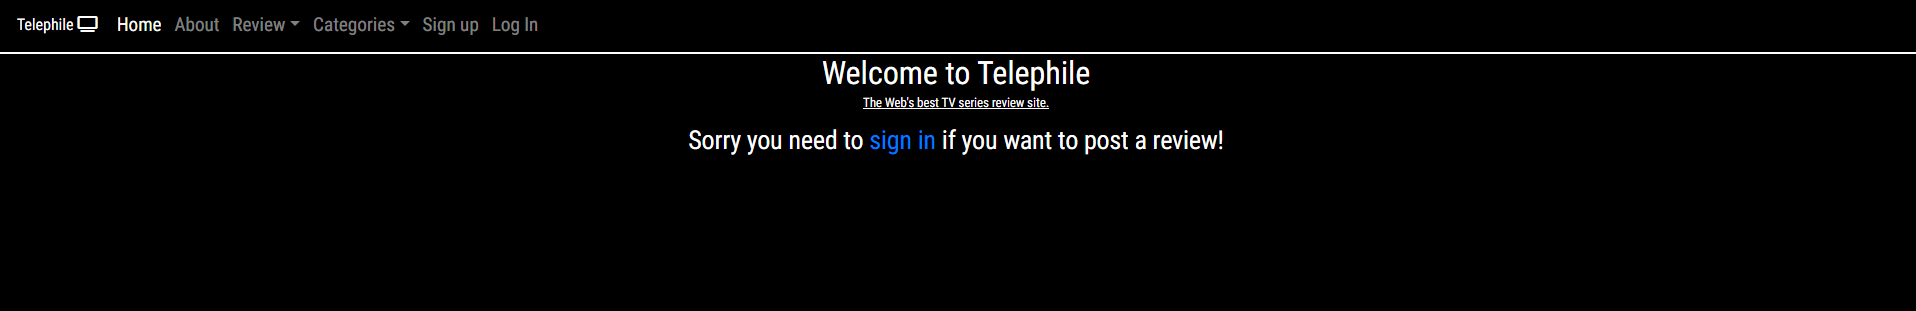 Telephile Home About Review Categories Sign up Log In
Welcome to Telephile
The Web's best TV series review site.
Sorry you need to sign in if you want to post a review!